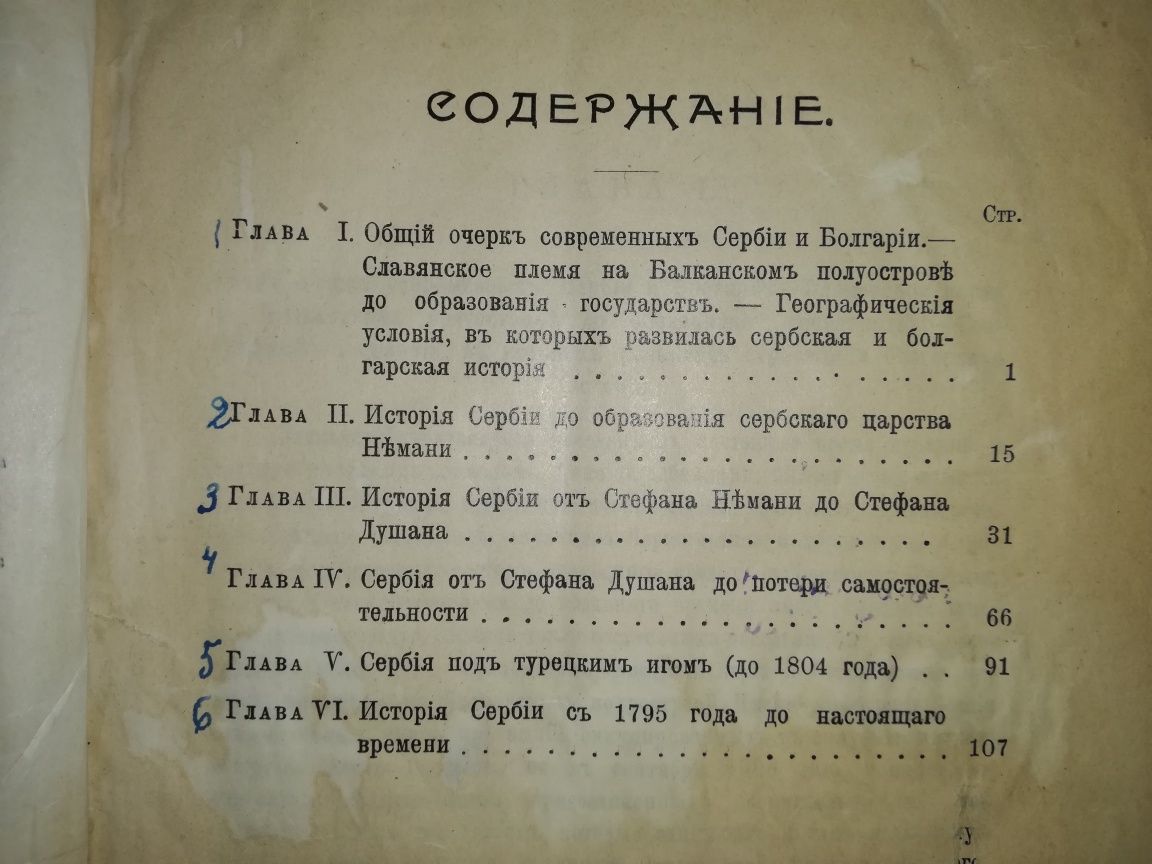 СОДЕРЖАНІЕ.
Стр.
1 Глава I. Общій очеркъ современныхъ Сербіи и Болгаріи.—
Славянское племя на Балканскомъ полуостровѣ
до образованія государствъ. — Географическія
условія, въ которыхъ развилась сербская и бол-
гарская исторія . . . . . . . . . . . . . . . . . . 1
2 Глава II. Исторія Сербіи до образованія сербскаго царства
Нѣмани . . . . . . . . . . . . . . . . . . . . . . . 15
3 Глава III. Исторія Сербіи отъ Стефана Нѣмани до Стефана
Душана . . . . . . . . . . . . . . . . . . . . . . 31
4
Глава IV. Сербія отъ Стефана Душана до потери самостоя-
тельности . . . . . . . . . . . . . . . . . . . . . 66
5 Глава V. Сербія подъ турецкимъ игомъ (до 1804 года) . . 91
6 Глава VI. Исторія Сербіи съ 1795 года до настоящаго
времени . . . . . . . . . . . . . . . . . . . . . . 107